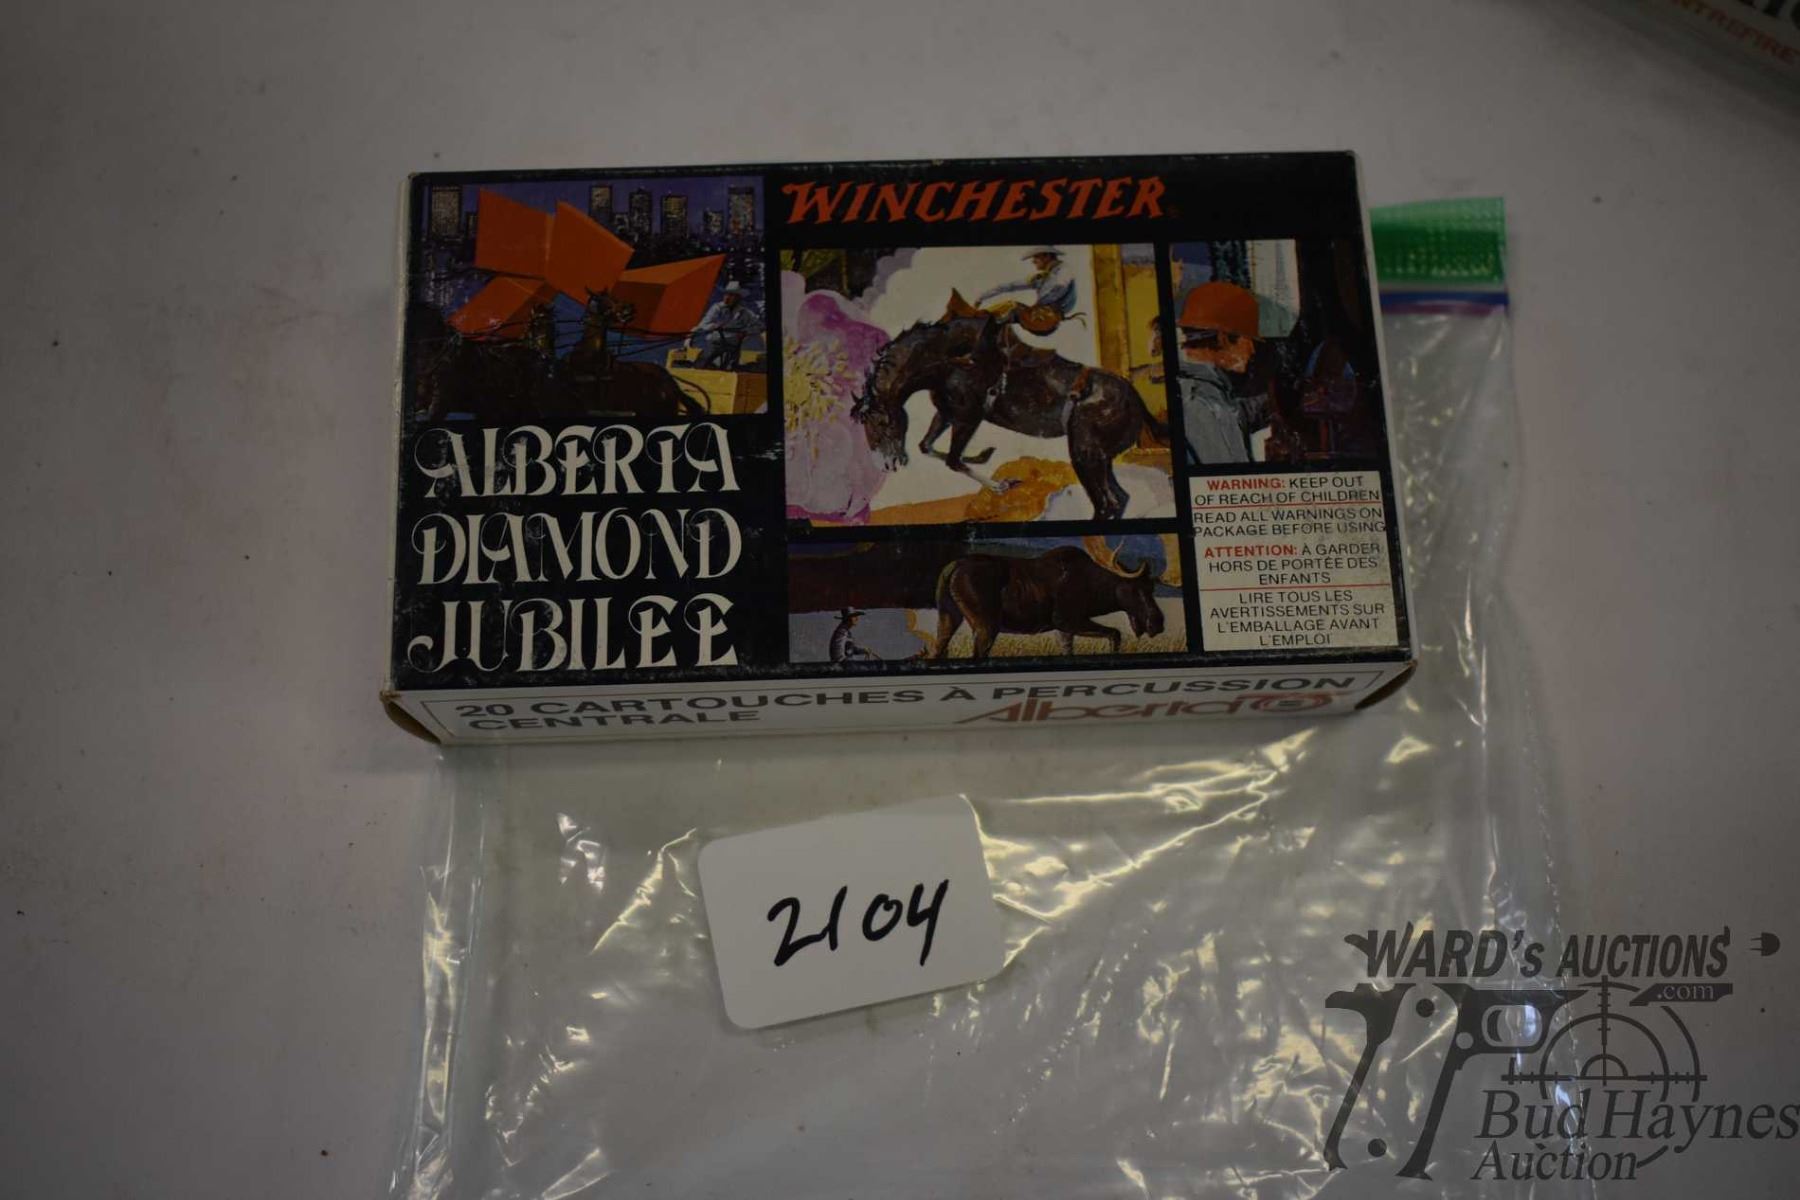 WINCHESTER
ALBERTA
DIAMOND
JUBILEE
WARNING: KEEP OUT
OF REACH OF CHILDREN
READ ALL WARNINGS ON
PACKAGE BEFORE USING
ATTENTION: À GARDER
HORS DE PORTÉE DES
ENFANTS
LIRE TOUS LES
AVERTISSEMENTS SUR
L'EMBALLAGE AVANT
L'EMPLOI
20 CARTOUCHES À PERCUSSION
CENTRALE
Alberta 75
2104
WARD's AUCTIONS
.com
Bud Haynes
Auction